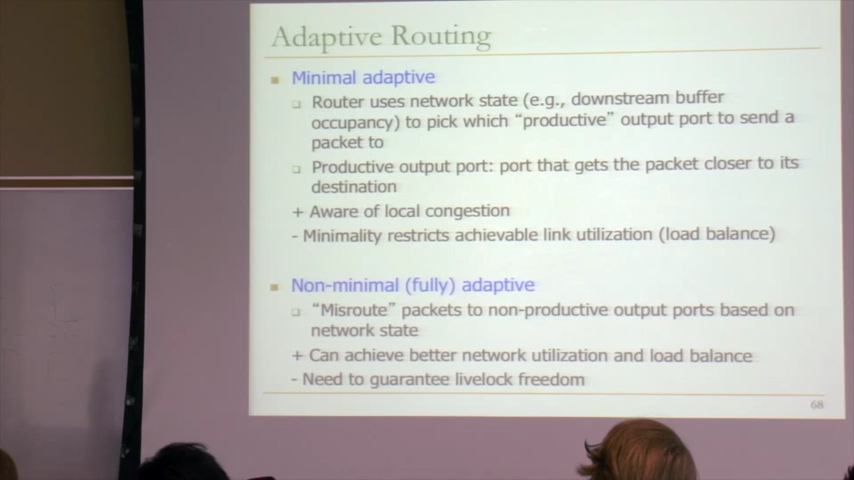 Adaptive Routing
Minimal adaptive
Router uses network state (e.g., downstream buffer
occupancy) to pick which “productive” output port to send a
packet to
Productive output port: port that gets the packet closer to its
destination
+ Aware of local congestion
- Minimality restricts achievable link utilization (load balance)
Non-minimal (fully) adaptive
“Misroute” packets to non-productive output ports based on
network state
+ Can achieve better network utilization and load balance
- Need to guarantee livelock freedom
68